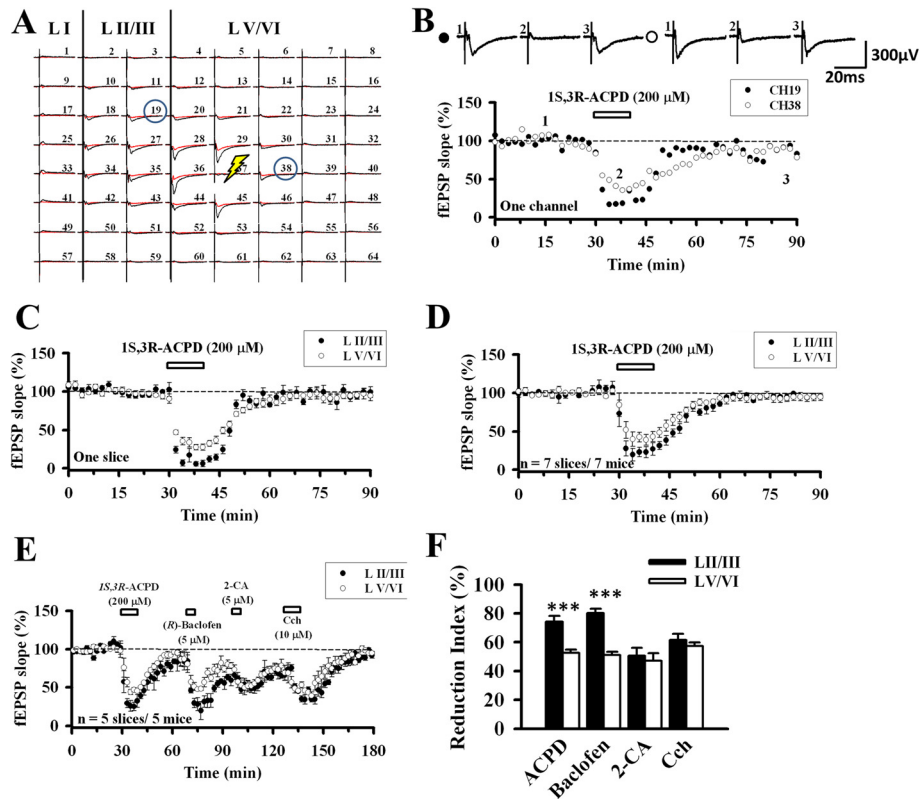 A
L I L II/III L V/VI
1 2 3 4 5 6 7 8
9 10 11 12 13 14 15 16
17 18 19 20 21 22 23 24
25 26 27 28 29 30 31 32
33 34 35 36 37 38 39 40
41 42 43 44 45 46 47 48
49 50 51 52 53 54 55 56
57 58 59 60 61 62 63 64
B
1 2 3 1 2 3
300μV
20ms
1S,3R-ACPD (200 μM)
CH19
CH38
fEPSP slope (%)
150
100
50
0
1
2
3
One channel
0 15 30 45 60 75 90
Time (min)
C
1S,3R-ACPD (200 μM)
L II/III
L V/VI
fEPSP slope (%)
150
100
50
0
One slice
0 15 30 45 60 75 90
Time (min)
D
1S,3R-ACPD (200 μM)
L II/III
L V/VI
fEPSP slope (%)
150
100
50
0
n = 7 slices/ 7 mice
0 15 30 45 60 75 90
Time (min)
E
L II/III
L V/VI
1S,3R-ACPD
(200 μM)
(R)-Baclofen
(5 μM)
2-CA
(5 μM)
Cch
(10 μM)
fEPSP slope (%)
150
100
50
0
n = 5 slices/ 5 mice
0 30 60 90 120 150 180
Time (min)
F
LII/III
LV/VI
Reduction Index (%)
100
80
60
40
20
0
*** ***
ACPD
Baclofen
2-CA
Cch